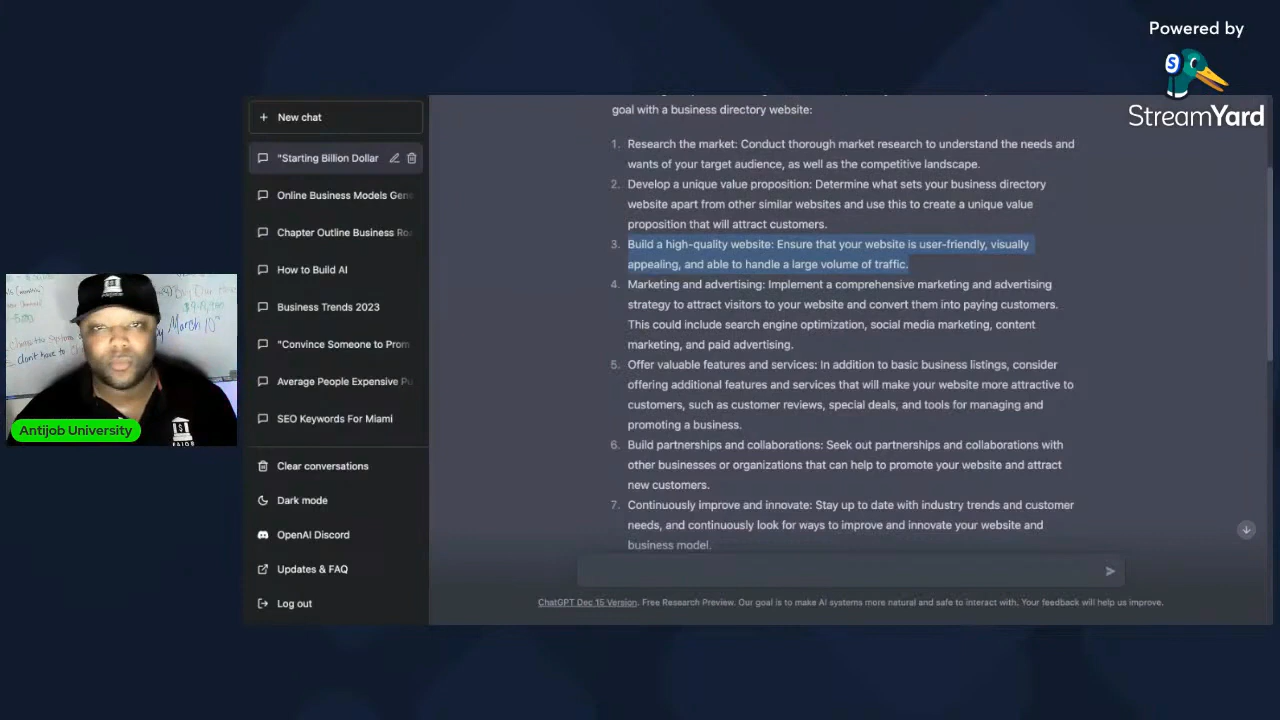 Powered by
StreamYard
New chat
"Starting Billion Dollar
Online Business Models Gen
Chapter Outline Business Ro
How to Build AI
Business Trends 2023
"Convince Someone to Prom
Average People Expensive Pu
SEO Keywords For Miami
Clear conversations
Dark mode
OpenAI Discord
Updates & FAQ
Log out
goal with a business directory website:
1. Research the market: Conduct thorough market research to understand the needs and
wants of your target audience, as well as the competitive landscape.
2. Develop a unique value proposition: Determine what sets your business directory
website apart from other similar websites and use this to create a unique value
proposition that will attract customers.
3. Build a high-quality website: Ensure that your website is user-friendly, visually
appealing, and able to handle a large volume of traffic.
4. Marketing and advertising: Implement a comprehensive marketing and advertising
strategy to attract visitors to your website and convert them into paying customers.
This could include search engine optimization, social media marketing, content
marketing, and paid advertising.
5. Offer valuable features and services: In addition to basic business listings, consider
offering additional features and services that will make your website more attractive to
customers, such as customer reviews, special deals, and tools for managing and
promoting a business.
6. Build partnerships and collaborations: Seek out partnerships and collaborations with
other businesses or organizations that can help to promote your website and attract
new customers.
7. Continuously improve and innovate: Stay up to date with industry trends and customer
needs, and continuously look for ways to improve and innovate your website and
business model.
ChatGPT Dec 15 Version. Free Research Preview. Our goal is to make AI systems more natural and safe to interact with. Your feedback will help us improve.
March 10
dont have to
Antijob University